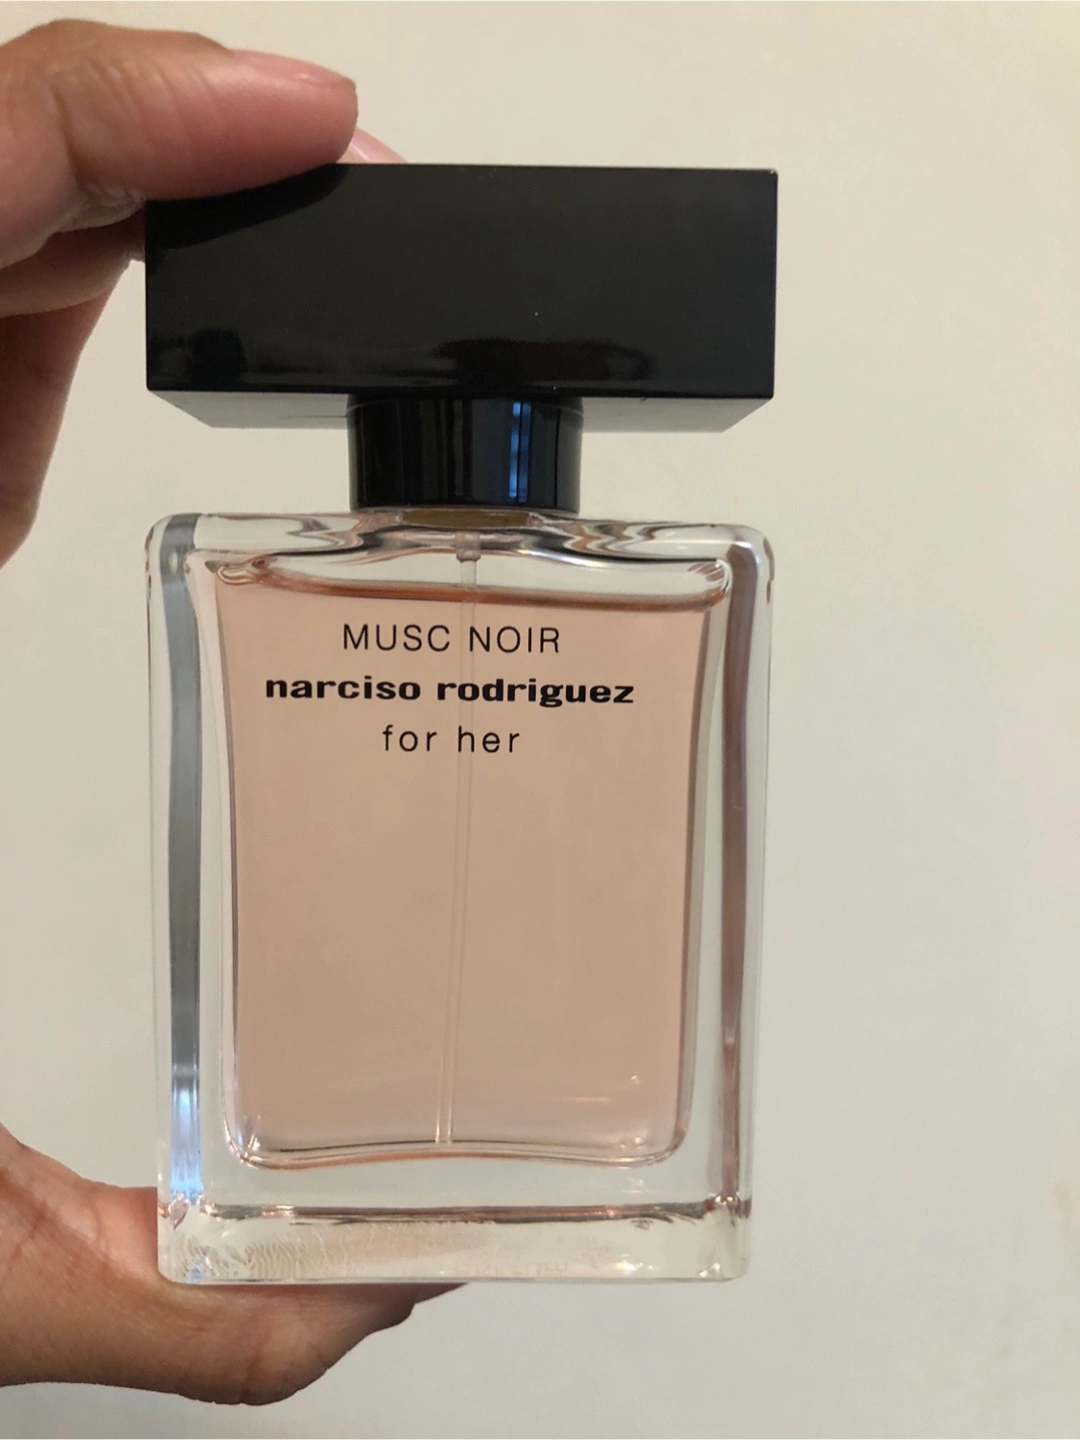 MUSC NOIR
narciso rodriguez
for her